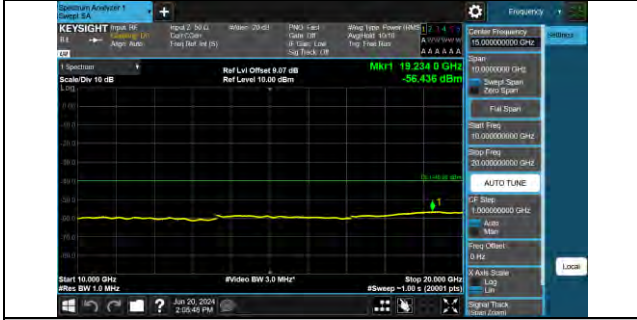 Spectrum Analyzer 1
Swept SA
Frequency
KEYSIGHT Input: RF
Coupling: DC
Align: Auto
Input Z: 50 Ω
Corr CCorr
Freq Ref: Int (S)
#Atten: 20 dB
PNO: Fast
Gate: Off
IF Gain: Low
Sig Track: Off
#Avg Type: Power (RMS)
Avg|Hold: 10/10
Trig: Free Run
A A A A A A
1 Spectrum
Scale/Div 10 dB
Ref Lvl Offset 9.07 dB
Ref Level 10.00 dBm
Mkr1 19.234 0 GHz
-56.436 dBm
Log
1
Start 10.000 GHz
#Res BW 1.0 MHz
#Video BW 3.0 MHz*
Stop 20.000 GHz
#Sweep ~1.00 s (20001 pts)
Jun 20, 2024
2:05:45 PM
Center Frequency
15.000000000 GHz
Settings
Span
10.0000000 GHz
Swept Span
Zero Span
Full Span
Start Freq
10.000000000 GHz
Stop Freq
20.000000000 GHz
AUTO TUNE
CF Step
1.000000000 GHz
Auto
Man
Freq Offset
0 Hz
X Axis Scale
Log
Lin
Signal Track
(Span Zoom)
Local